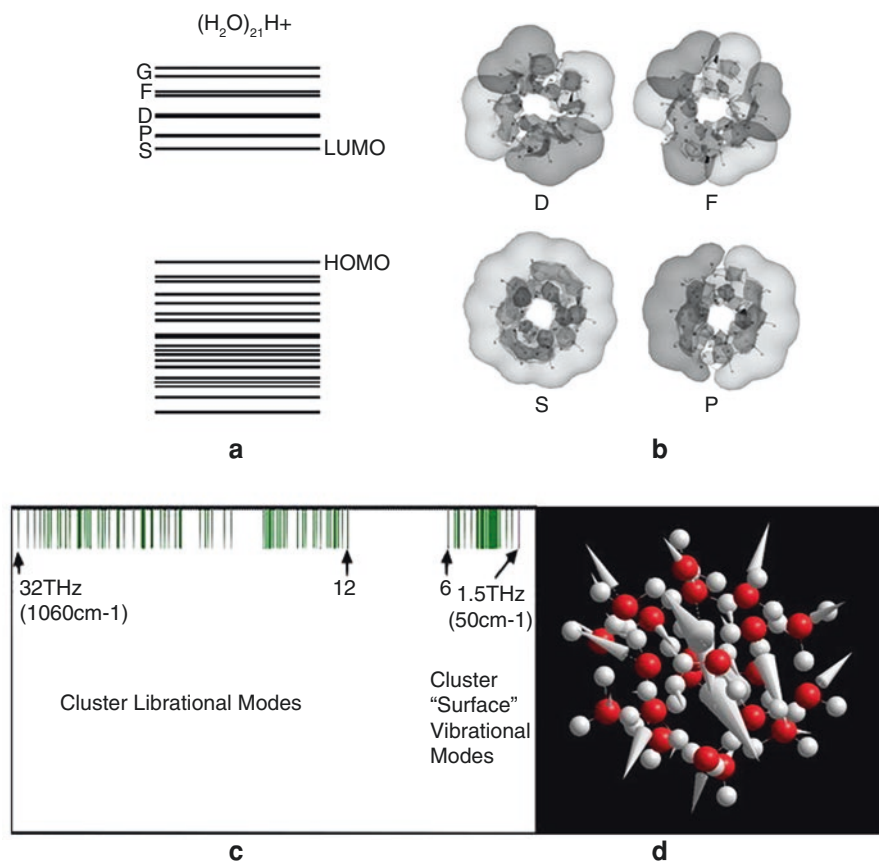 (H2O)21H+
G
F
D
P
S
LUMO
HOMO
a
D
F
S
P
b
32THz
(1060cm-1)
12
6
1.5THz
(50cm-1)
Cluster Librational Modes
Cluster
“Surface”
Vibrational
Modes
c
d